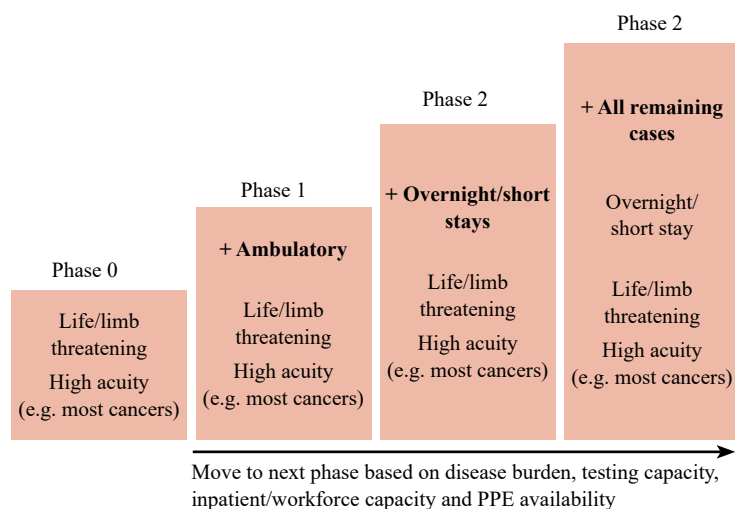 Phase 0
Life/limb
threatening
High acuity
(e.g. most cancers)
Phase 1
+ Ambulatory
Life/limb
threatening
High acuity
(e.g. most cancers)
Phase 2
+ Overnight/short
stays
Life/limb
threatening
High acuity
(e.g. most cancers)
Phase 2
+ All remaining
cases
Overnight/
short stay
Life/limb
threatening
High acuity
(e.g. most cancers)
Move to next phase based on disease burden, testing capacity,
inpatient/workforce capacity and PPE availability